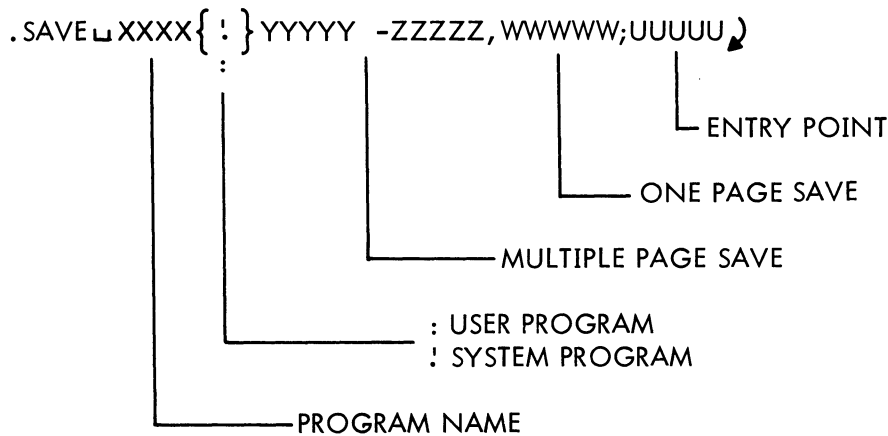 .SAVE␣XXXX{!}YYYYY -ZZZZZ,WWWWW;UUUUU
:
ENTRY POINT
ONE PAGE SAVE
MULTIPLE PAGE SAVE
: USER PROGRAM
! SYSTEM PROGRAM
PROGRAM NAME